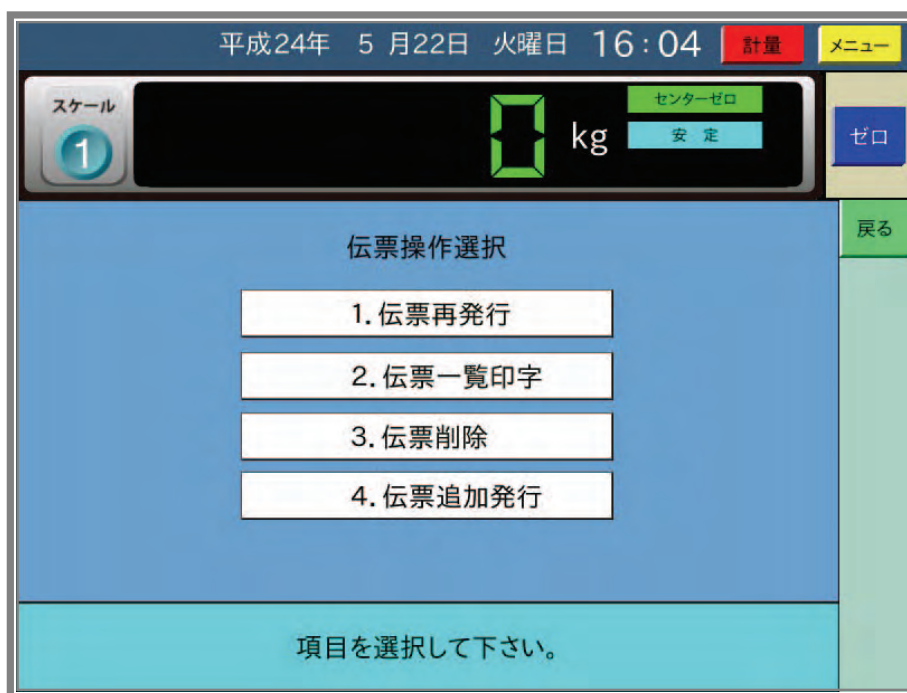 平成24年 5月22日 火曜日 16:04 計量 メニュー
スケール
1
0 kg
センターゼロ
安 定
ゼロ
戻る
伝票操作選択
1.伝票再発行
2.伝票一覧印字
3.伝票削除
4.伝票追加発行
項目を選択して下さい。